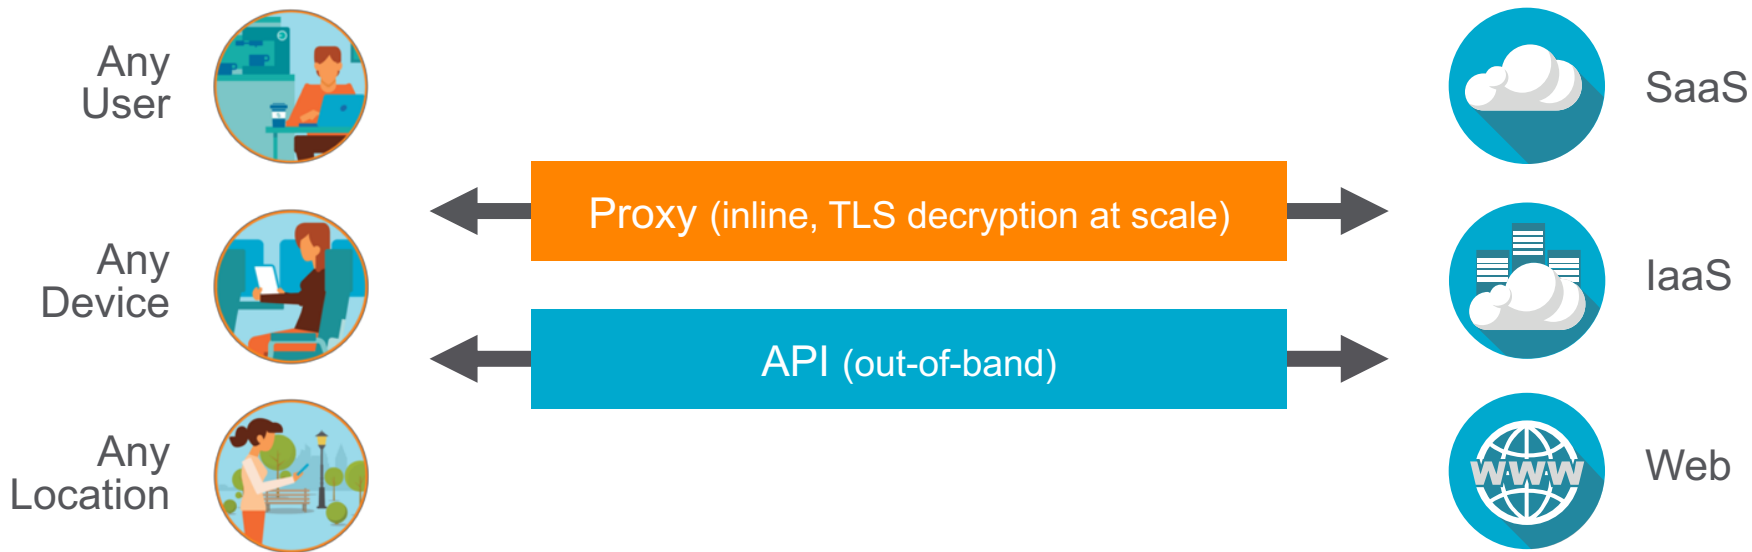 Any
User
Any
Device
Any
Location
Proxy (inline, TLS decryption at scale)
API (out-of-band)
SaaS
IaaS
www
Web